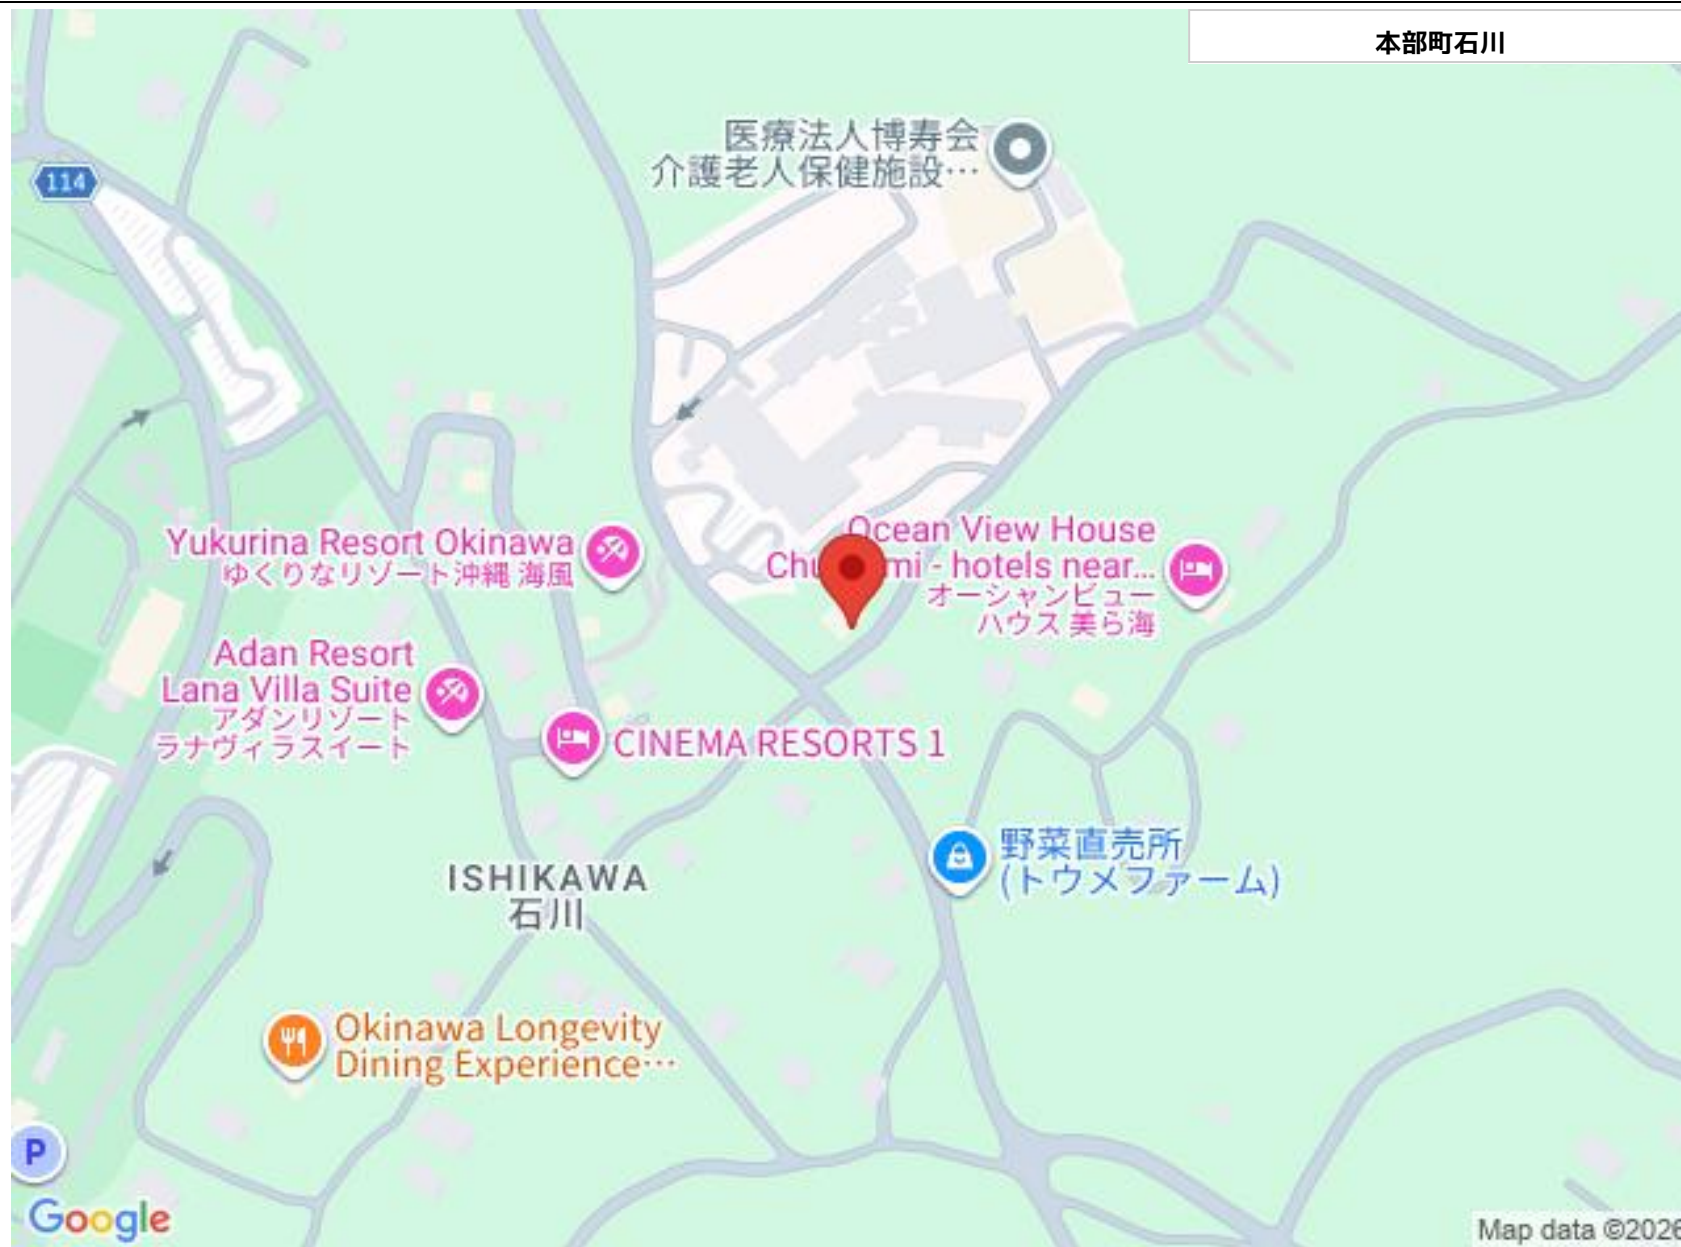 本部町石川
医療法人博寿会
介護老人保健施設…
114
Ocean View House
mi - hotels near...
オーシャンビュー
ハウス 美ら海
Yukurina Resort Okinawa
ゆくりなリゾート沖縄 海風
Adan Resort
Lana Villa Suite
アダンリゾート
ラナヴィラスイート
CINEMA RESORTS 1
野菜直売所
(トウメファーム)
ISHIKAWA
石川
Okinawa Longevity
Dining Experience…
P
Google
Map data ©2026